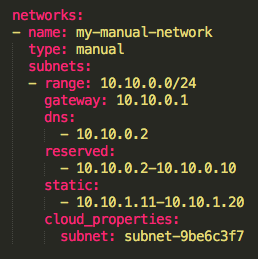 networks:
- name: my-manual-network
  type: manual
  subnets:
  - range: 10.10.0.0/24
    gateway: 10.10.0.1
    dns:
      - 10.10.0.2
    reserved:
      - 10.10.0.2-10.10.0.10
    static:
      - 10.10.1.11-10.10.1.20
    cloud_properties:
      subnet: subnet-9be6c3f7